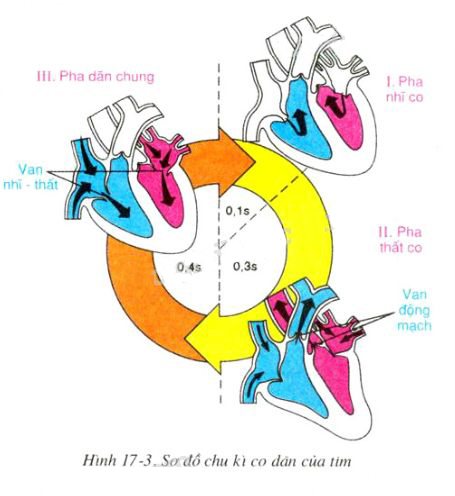 III. Pha dãn chung
I. Pha
nhĩ co
Van
nhĩ - thất
0,1s
II. Pha
thất co
0,4s
0,3s
Van
động
mạch
Hình 17-3. Sơ đồ chu kì co dãn của tim